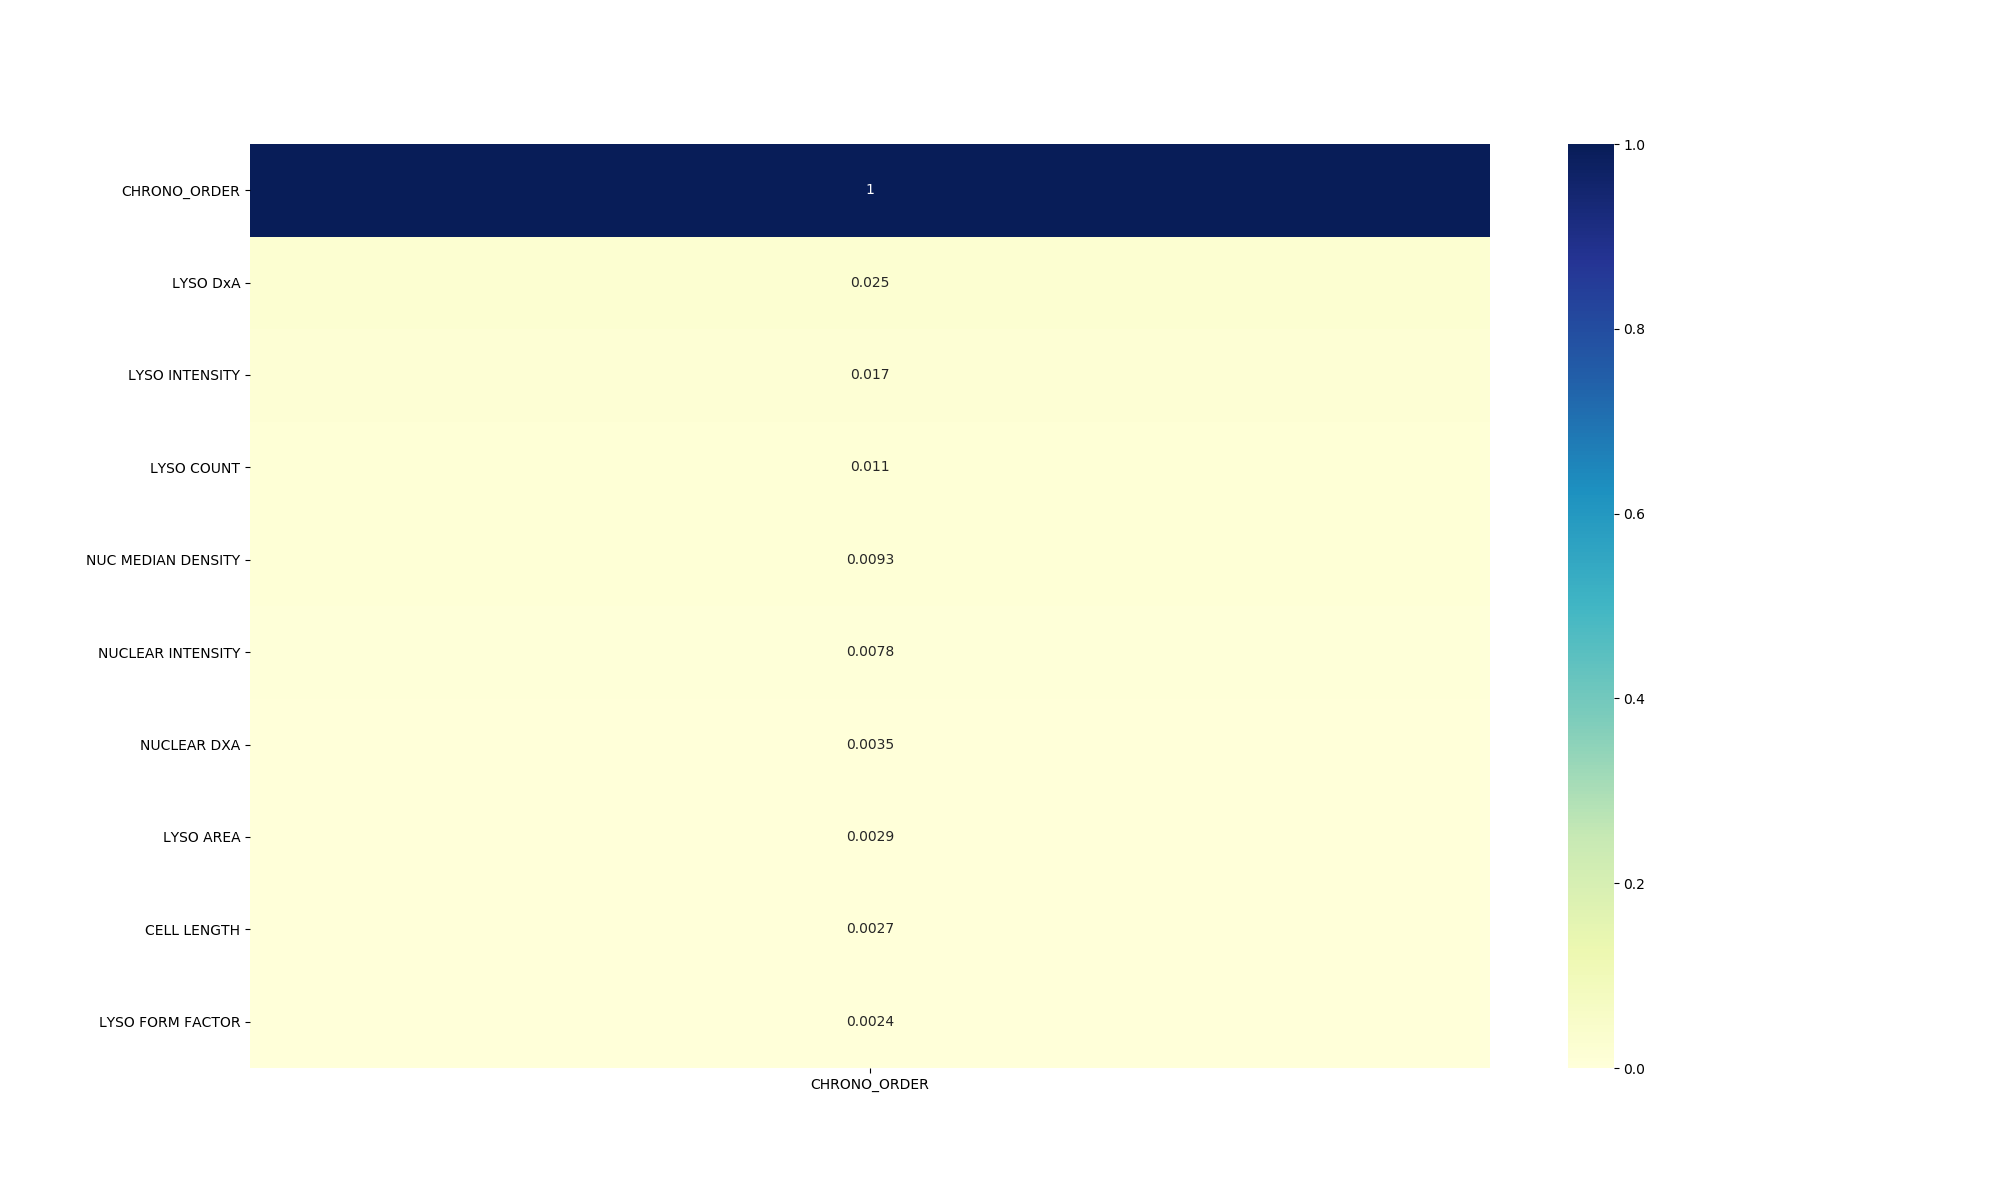 CHRONO_ORDER
1
LYSO DxA
0.025
LYSO INTENSITY
0.017
LYSO COUNT
0.011
NUC MEDIAN DENSITY
0.0093
NUCLEAR INTENSITY
0.0078
NUCLEAR DXA
0.0035
LYSO AREA
0.0029
CELL LENGTH
0.0027
LYSO FORM FACTOR
0.0024
CHRONO_ORDER
1.0
0.8
0.6
0.4
0.2
0.0